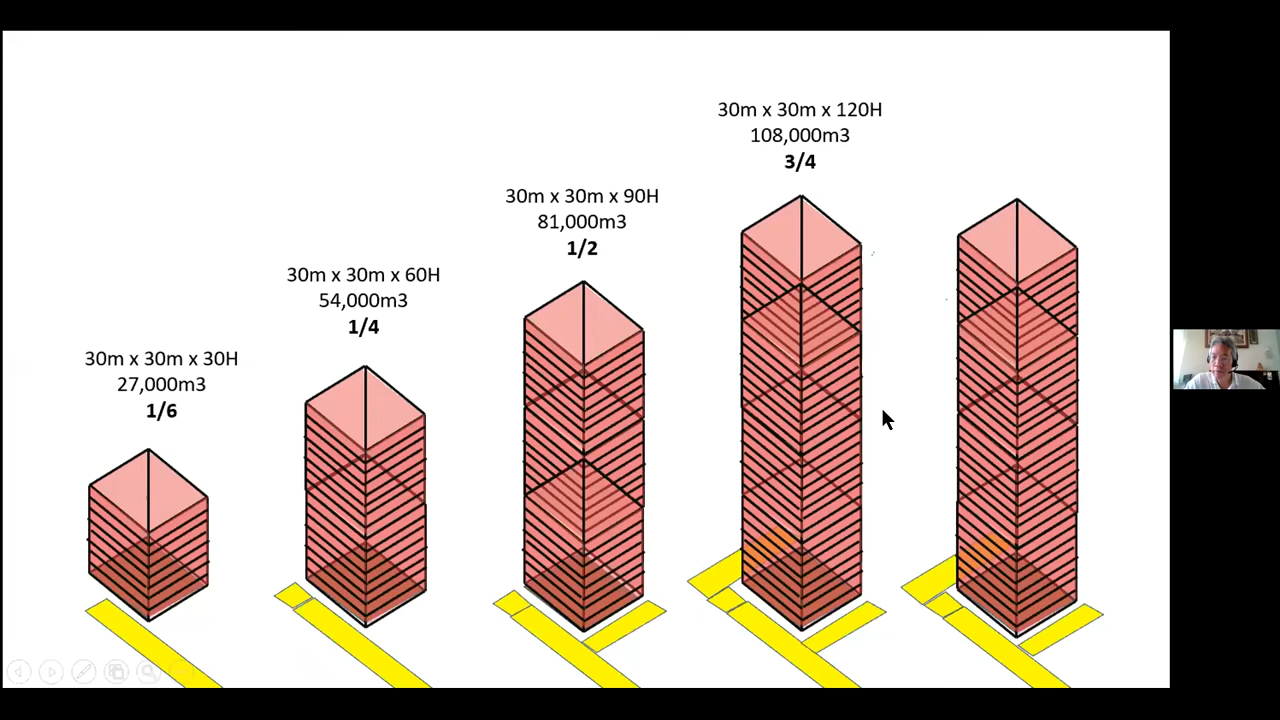 30m x 30m x 30H
27,000m3
1/6
30m x 30m x 60H
54,000m3
1/4
30m x 30m x 90H
81,000m3
1/2
30m x 30m x 120H
108,000m3
3/4